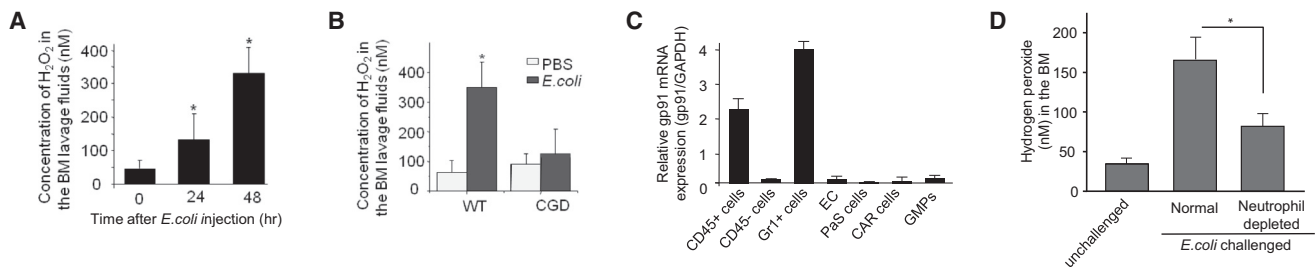 A
Concentration of H2O2 in
the BM lavage fluids (nM)
400
300
200
100
0
*
*
0
24
48
Time after E.coli injection (hr)
B
Concentration of H2O2 in
the BM lavage fluids (nM)
400
300
200
100
0
*
PBS
E.coli
WT
CGD
C
Relative gp91 mRNA
expression (gp91/GAPDH)
4
3
2
1
0
CD45+ cells
CD45- cells
Gr1+ cells
EC
PaS cells
CAR cells
GMPs
D
Hydrogen peroxide
(nM) in the BM
200
150
100
50
0
*
unchallenged
Normal
Neutrophil
depleted
E.coli challenged